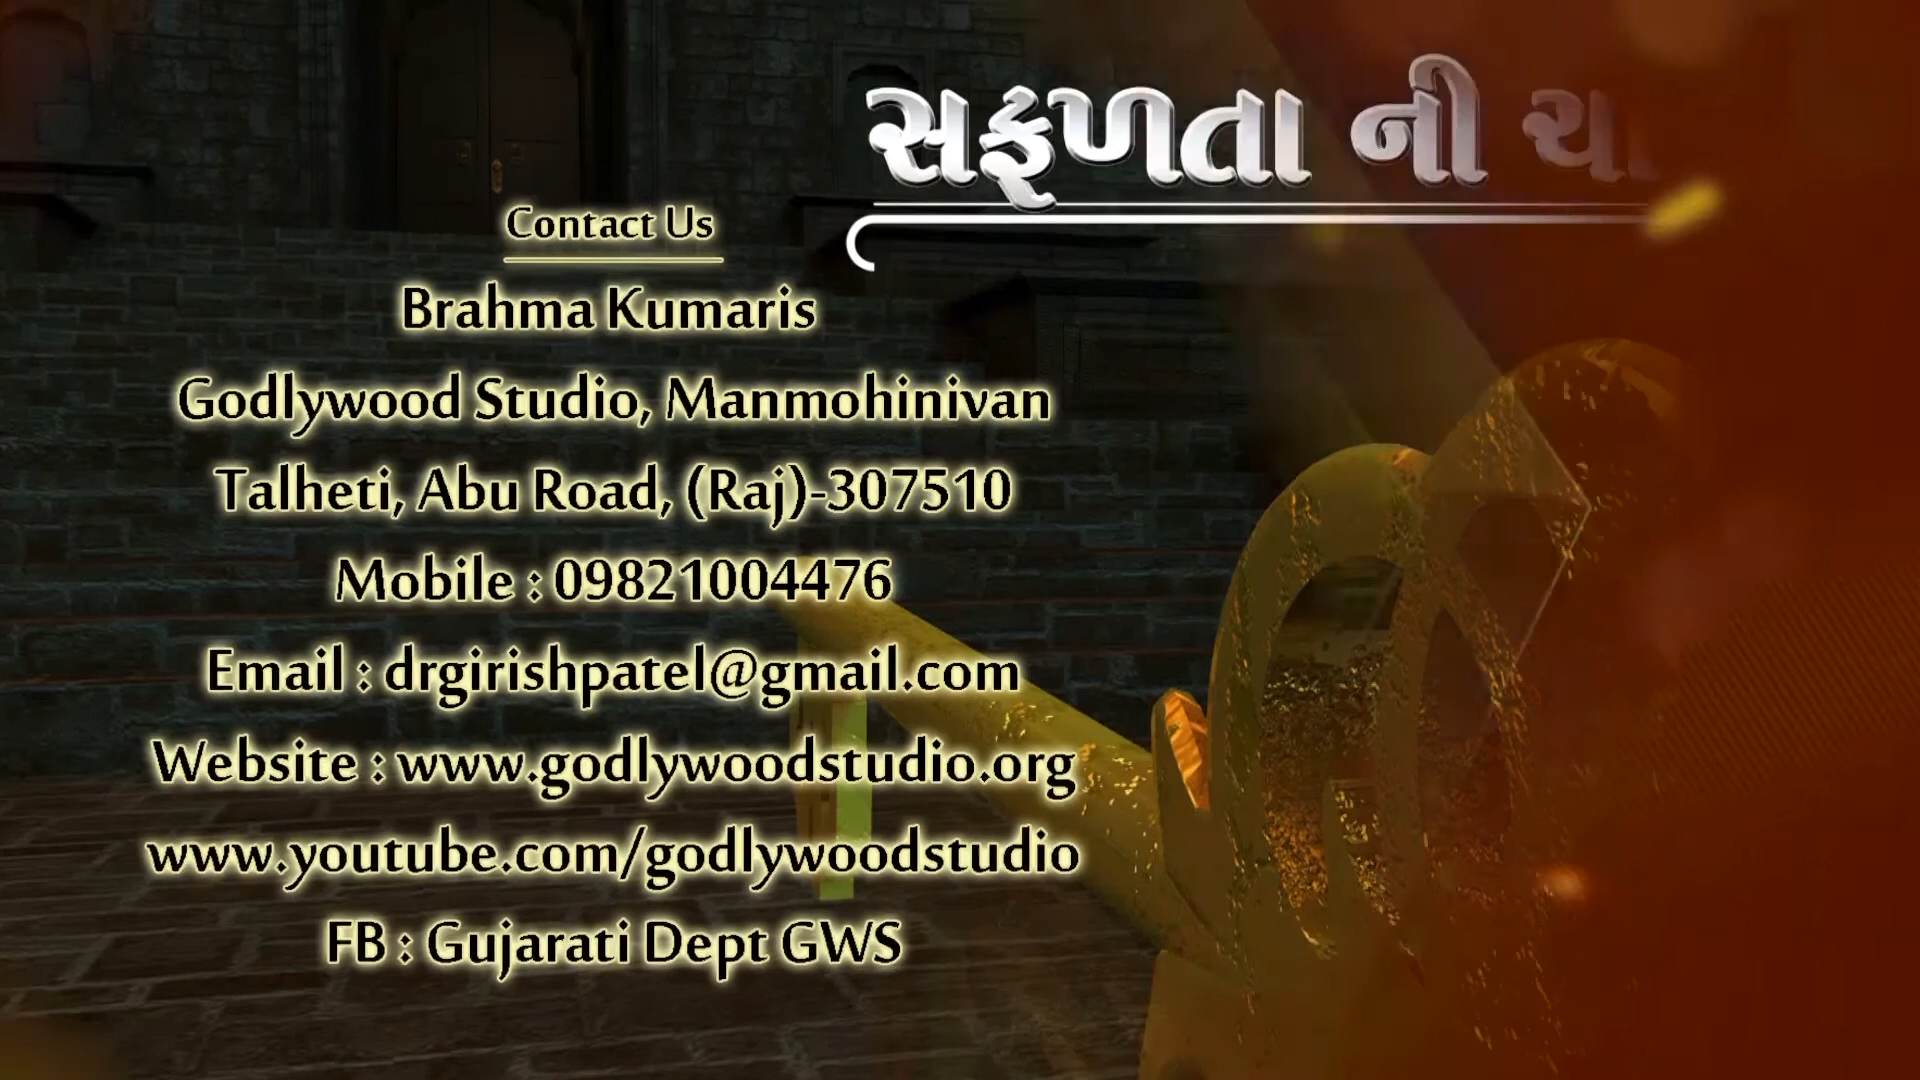 સફળતા ની ચા
Contact Us
Brahma Kumaris
Godlywood Studio, Manmohinivan
Talheti, Abu Road, (Raj)-307510
Mobile : 09821004476
Email : drgirishpatel@gmail.com
Website : www.godlywoodstudio.org
www.youtube.com/godlywoodstudio
FB : Gujarati Dept GWS